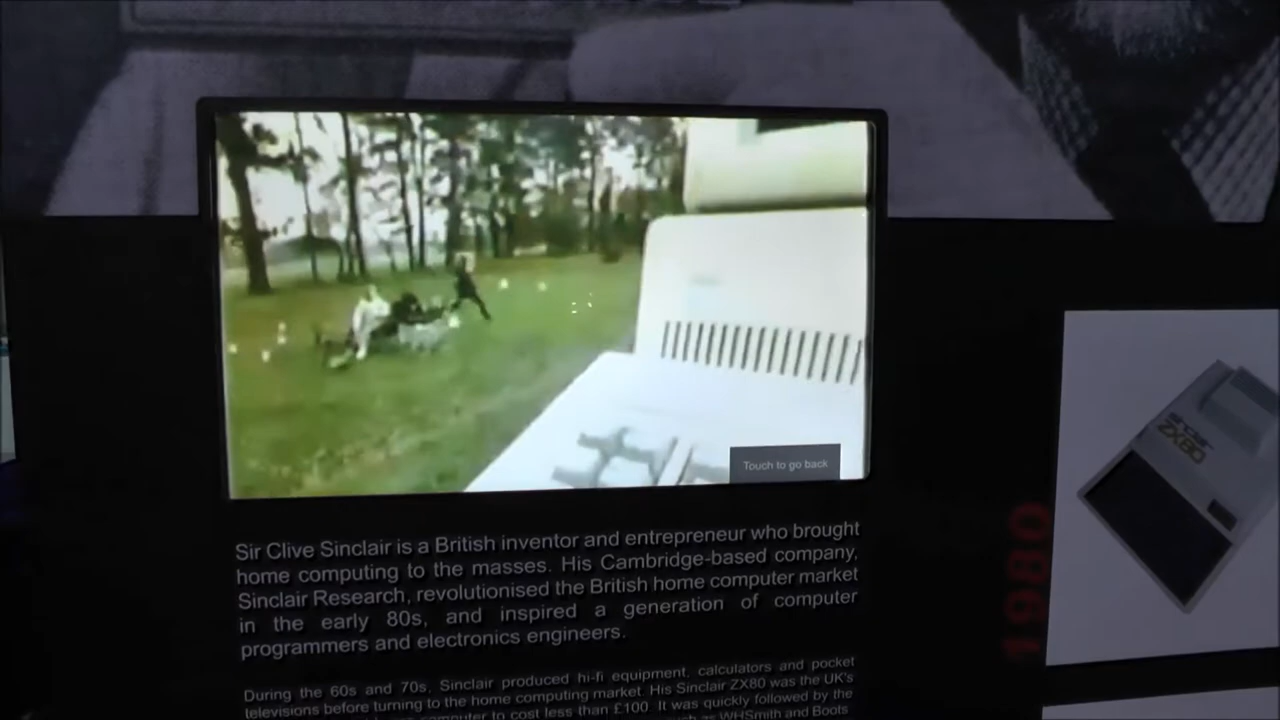 Touch to go back
Sir Clive Sinclair is a British inventor and entrepreneur who brought
home computing to the masses. His Cambridge-based company,
Sinclair Research, revolutionised the British home computer market
in the early 80s, and inspired a generation of computer
programmers and electronics engineers.
During the 60s and 70s, Sinclair produced hi-fi equipment, calculators and pocket
televisions before turning to the home computing market. His Sinclair ZX80 was the UK's
computer to cost less than £100. It was quickly followed by the
as WHSmith and Boots
1980
sinclair
ZX80